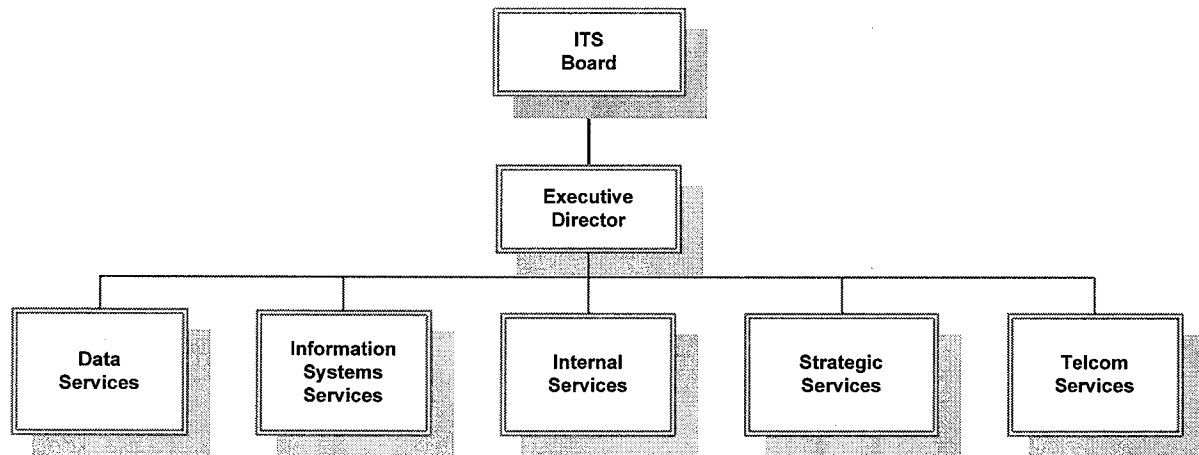 ITS
Board
Executive
Director
Data
Services
Information
Systems
Services
Internal
Services
Strategic
Services
Telcom
Services